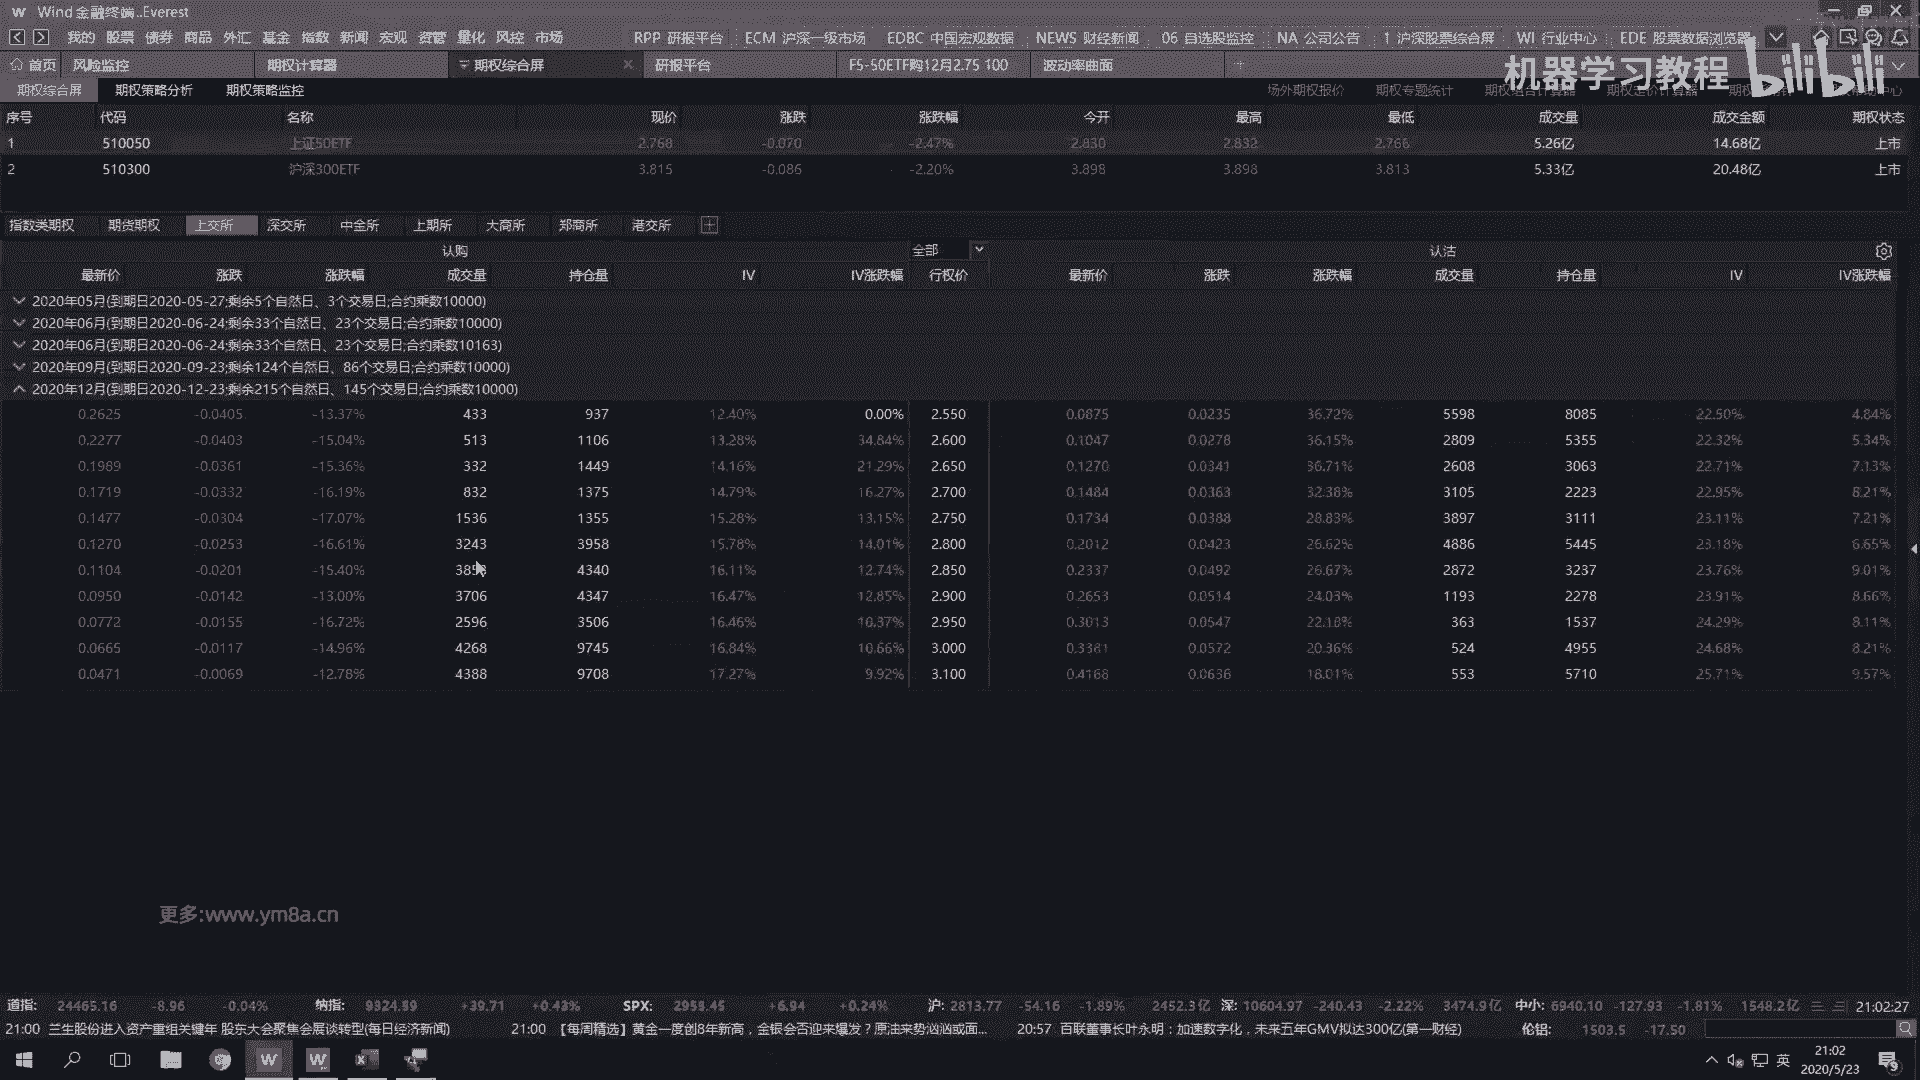 Wind 金融终端..Everest
我的 股票 债券 商品 外汇 基金 指数 新闻 宏观 资管 量化 风控 市场 RPP 研报平台 ECM 沪深一级市场 EDBC 中国宏观数据 NEWS 财经新闻 06 自选股监控 NA 公司公告 1 沪深股票综合屏 WI 行业中心 EDE 股票数据浏览器
首页 风险监控 期权计算器 期权综合屏 研报平台 F5-50ETF购12月2.75 100 波动率曲面
机器学习教程 bilibili
期权综合屏 期权策略分析 期权策略监控 场外期权报价 期权专题统计
序号 代码 名称 现价 涨跌 涨跌幅 今开 最高 最低 成交量 成交金额 期权状态
1 510050 上证50ETF 2.768 -0.070 -2.47% 2.830 2.832 2.766 5.26亿 14.68亿 上市
2 510300 沪深300ETF 3.815 -0.086 -2.20% 3.898 3.898 3.813 5.33亿 20.48亿 上市
指数类期权 期货期权 上交所 深交所 中金所 上期所 大商所 郑商所 港交所
认购 全部 认沽
最新价 涨跌 涨跌幅 成交量 持仓量 IV IV涨跌幅 行权价 最新价 涨跌 涨跌幅 成交量 持仓量 IV IV涨跌幅
2020年05月(到期日2020-05-27;剩余5个自然日、3个交易日;合约乘数10000)
2020年06月(到期日2020-06-24;剩余33个自然日、23个交易日;合约乘数10000)
2020年06月(到期日2020-06-24;剩余33个自然日、23个交易日;合约乘数10163)
2020年09月(到期日2020-09-23;剩余124个自然日、86个交易日;合约乘数10000)
2020年12月(到期日2020-12-23;剩余215个自然日、145个交易日;合约乘数10000)
0.2625 -0.0405 -13.37% 433 937 12.40% 0.00% 2.550 0.0875 0.0235 36.72% 5598 8085 22.50% 4.84%
0.2277 -0.0403 -15.04% 513 1106 13.28% 34.84% 2.600 0.1047 0.0278 36.15% 2809 5355 22.32% 5.34%
0.1989 -0.0361 -15.36% 332 1449 14.16% 21.29% 2.650 0.1270 0.0341 36.71% 2608 3063 22.71% 7.13%
0.1719 -0.0332 -16.19% 832 1375 14.79% 16.27% 2.700 0.1484 0.0363 32.38% 3105 2223 22.95% 8.21%
0.1477 -0.0304 -17.07% 1536 1355 15.28% 13.15% 2.750 0.1734 0.0388 28.83% 3897 3111 23.11% 7.21%
0.1270 -0.0253 -16.61% 3243 3958 15.78% 14.01% 2.800 0.2012 0.0423 26.62% 4886 5445 23.18% 6.65%
0.1104 -0.0201 -15.40% 4340 16.11% 12.74% 2.850 0.2337 0.0492 26.67% 2872 3237 23.76% 9.01%
0.0950 -0.0142 -13.00% 3706 4347 16.47% 12.85% 2.900 0.2653 0.0514 24.03% 1193 2278 23.91% 8.66%
0.0772 -0.0155 -16.72% 2596 3506 16.46% 10.37% 2.950 0.3013 0.0547 22.18% 363 1537 24.29% 8.11%
0.0665 -0.0117 -14.96% 4268 9745 16.84% 10.66% 3.000 0.3381 0.0572 20.36% 524 4955 24.68% 8.21%
0.0471 -0.0069 -12.78% 4388 9708 17.27% 9.92% 3.100 0.4168 0.0636 18.01% 553 5710 25.71% 9.57%
更多:www.ym8a.cn
道指: 24465.16 -8.96 -0.04% 纳指: 9324.59 +39.71 +0.43% SPX: 2955.45 +6.94 +0.24% 沪: 2813.77 -54.16 -1.89% 2452.3亿 深: 10604.97 -240.43 -2.22% 3474.9亿 中小: 6940.10 -127.93 -1.81% 1548.2亿 21:02:27
21:00 兰生股份进入资产重组关键年 股东大会聚焦会展谈转型(每日经济新闻) 21:00 【每周精选】黄金一度创8年新高，金银会否迎来爆发？原油来势汹汹或面... 20:57 百联董事长叶永明：加速数字化，未来五年GMV拟达300亿(第一财经) 伦铝: 1503.5 -17.50
英 21:02
2020/5/23